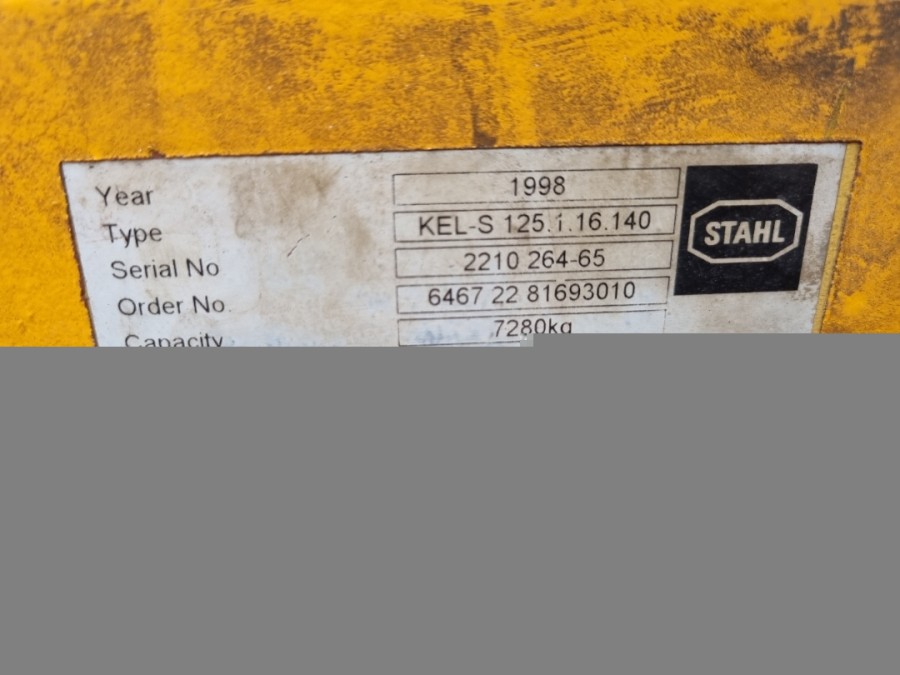 Year 1998
Type KEL-S 125.1.16.140
Serial No 2210 264-65
Order No. 6467 22 81693010
Capacity 7280kg
STAHL